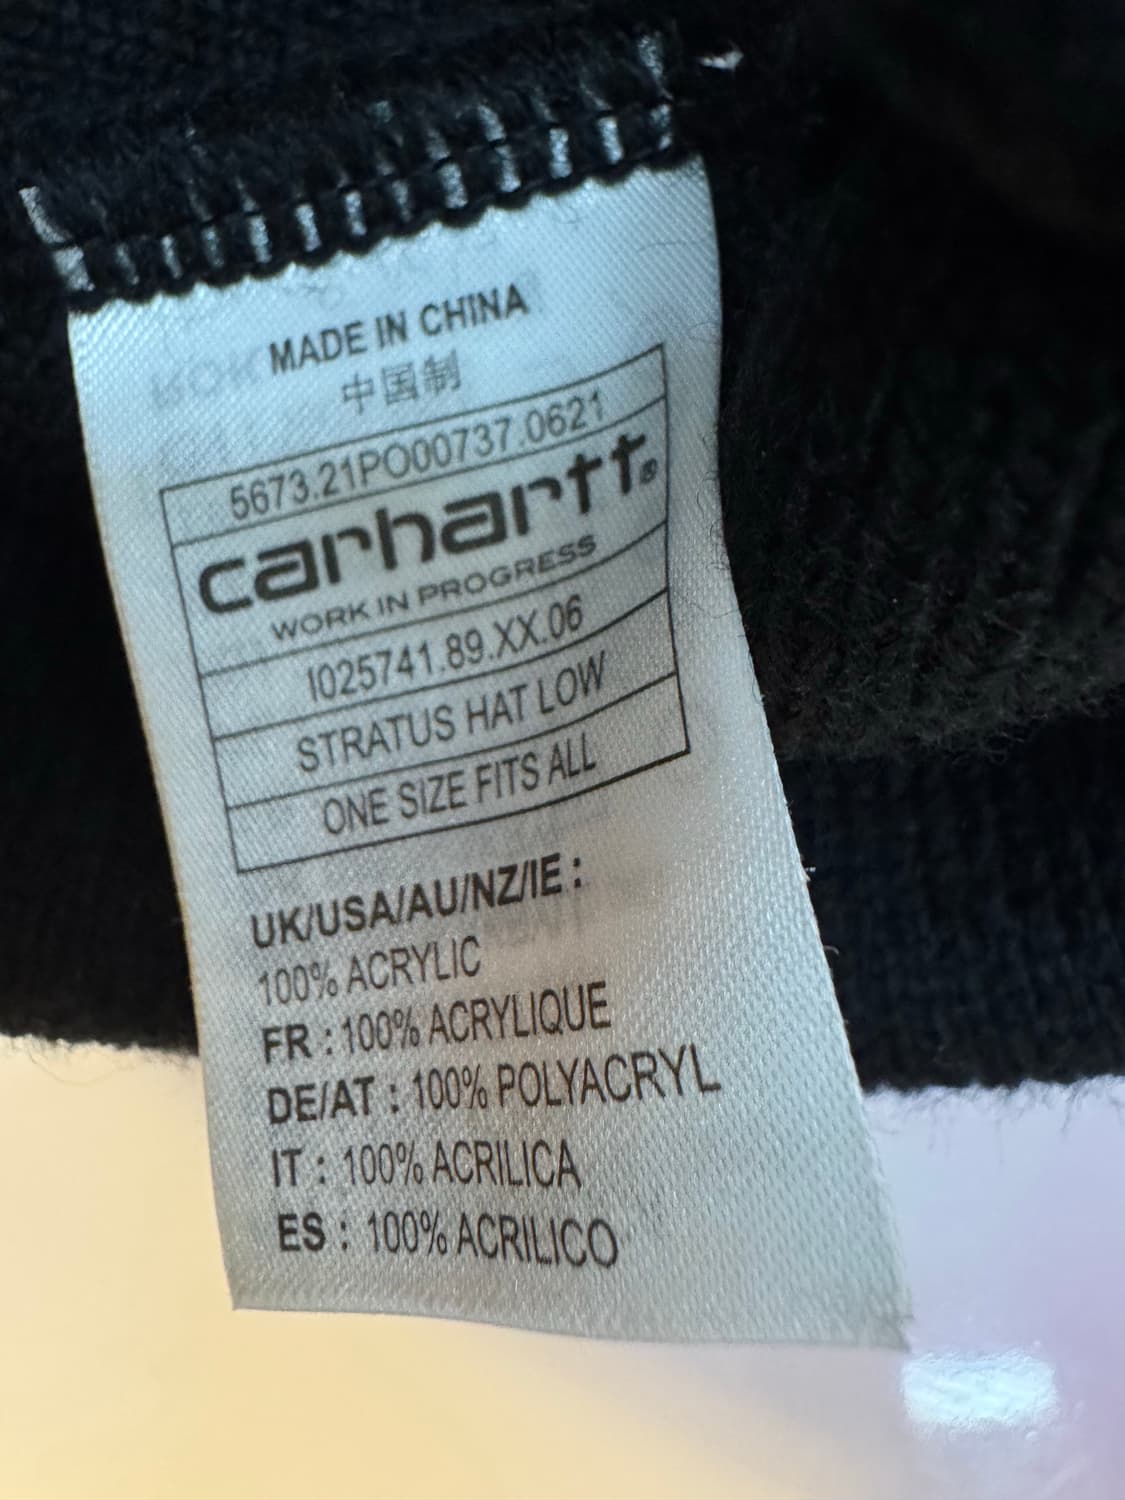 MADE IN CHINA
中国制
5673.21PO00737.0621
carhartt®
WORK IN PROGRESS
I025741.89.XX.06
STRATUS HAT LOW
ONE SIZE FITS ALL
UK/USA/AU/NZ/IE :
100% ACRYLIC
FR : 100% ACRYLIQUE
DE/AT : 100% POLYACRYL
IT : 100% ACRILICA
ES : 100% ACRILICO